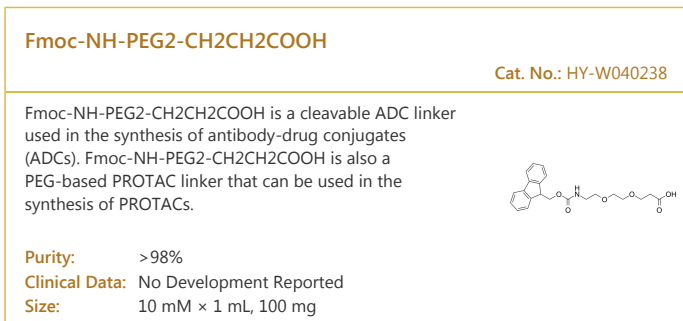 Fmoc-NH-PEG2-CH2CH2COOH
Cat. No.: HY-W040238
Fmoc-NH-PEG2-CH2CH2COOH is a cleavable ADC linker
used in the synthesis of antibody-drug conjugates
(ADCs). Fmoc-NH-PEG2-CH2CH2COOH is also a
PEG-based PROTAC linker that can be used in the
synthesis of PROTACs.
H
N
O
O
O
O
O
OH
Purity: >98%
Clinical Data: No Development Reported
Size: 10 mM × 1 mL, 100 mg